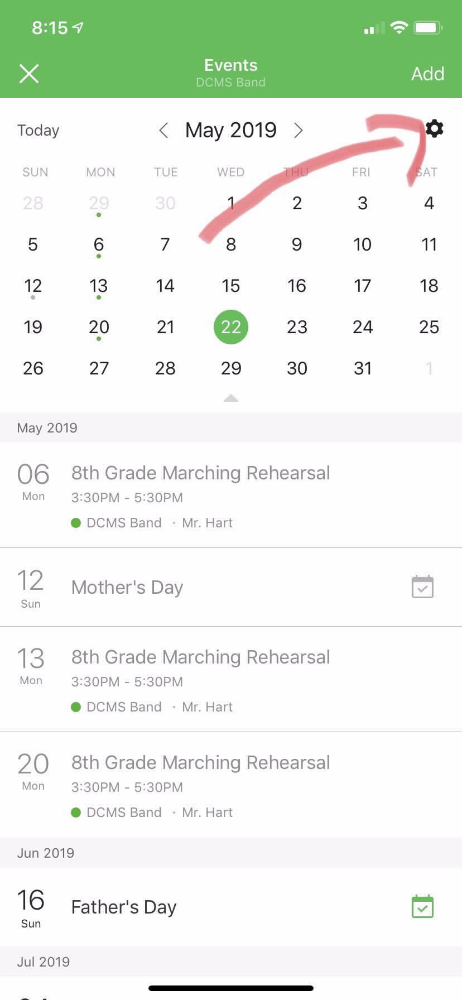 8:15
Events
DCMS Band
Add
Today
May 2019
SUN MON TUE WED THU FRI SAT
28 29 30 1 2 3 4
5 6 7 8 9 10 11
12 13 14 15 16 17 18
19 20 21 22 23 24 25
26 27 28 29 30 31 1
May 2019
06 8th Grade Marching Rehearsal
Mon 3:30PM - 5:30PM
DCMS Band · Mr. Hart
12 Mother's Day
Sun
13 8th Grade Marching Rehearsal
Mon 3:30PM - 5:30PM
DCMS Band · Mr. Hart
20 8th Grade Marching Rehearsal
Mon 3:30PM - 5:30PM
DCMS Band · Mr. Hart
Jun 2019
16 Father's Day
Sun
Jul 2019